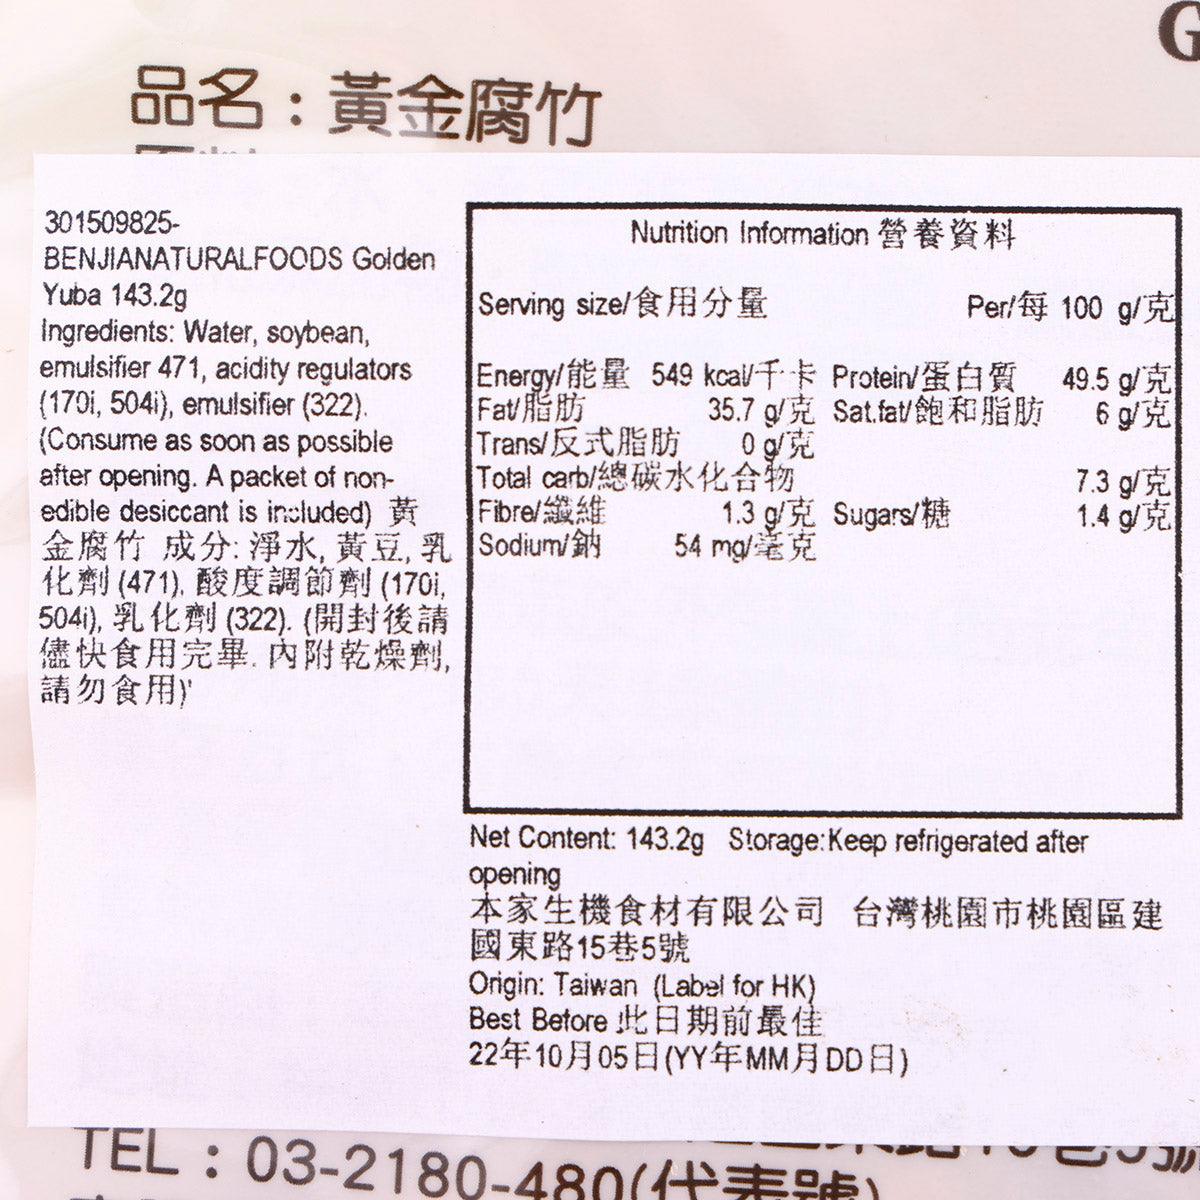 G
品名：黃金腐竹
301509825-
BENJIANATURALFOODS Golden
Yuba 143.2g
Ingredients: Water, soybean,
emulsifier 471, acidity regulators
(170i, 504i), emulsifier (322).
(Consume as soon as possible
after opening. A packet of non-
edible desiccant is included) 黃
金腐竹 成分: 淨水, 黃豆, 乳
化劑 (471), 酸度調節劑 (170i,
504i), 乳化劑 (322). (開封後請
儘快食用完畢. 內附乾燥劑,
請勿食用)'
Nutrition Information 營養資料
Serving size/食用分量 Per/每 100 g/克
Energy/能量 549 kcal/千卡 Protein/蛋白質 49.5 g/克
Fat/脂肪 35.7 g/克 Sat.fat/飽和脂肪 6 g/克
Trans/反式脂肪 0 g/克
Total carb/總碳水化合物 7.3 g/克
Fibre/纖維 1.3 g/克 Sugars/糖 1.4 g/克
Sodium/鈉 54 mg/毫克
Net Content: 143.2g Storage:Keep refrigerated after
opening
本家生機食材有限公司 台灣桃園市桃園區建
國東路15巷5號
Origin: Taiwan (Label for HK)
Best Before 此日期前最佳
22年10月05日(YY年MM月DD日)
TEL：03-2180-480(代表號)